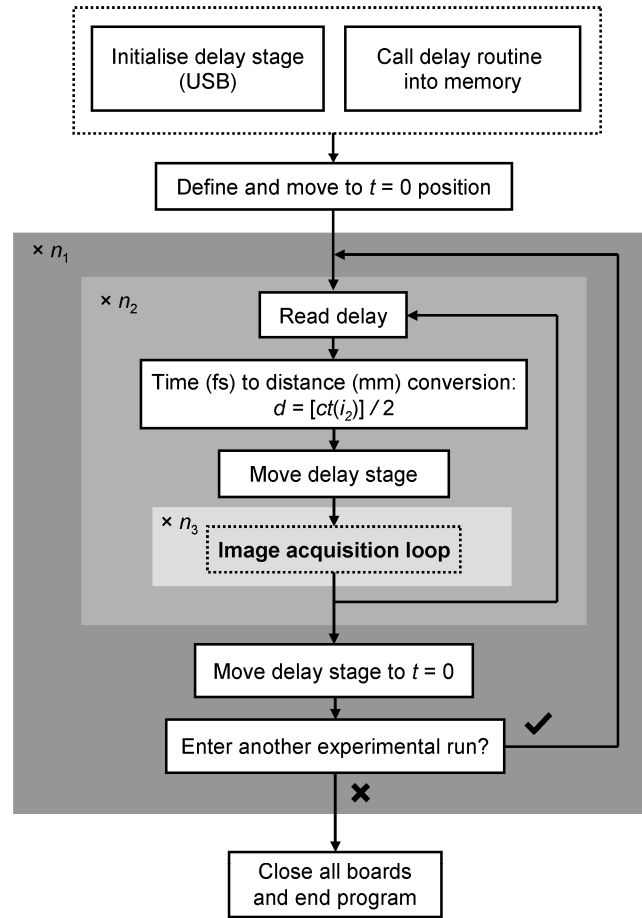 Initialise delay stage
(USB)
Call delay routine
into memory
Define and move to t = 0 position
× n₁
× n₂
Read delay
Time (fs) to distance (mm) conversion:
d = [ct(i₂)] / 2
Move delay stage
× n₃
Image acquisition loop
Move delay stage to t = 0
Enter another experimental run?
Close all boards
and end program